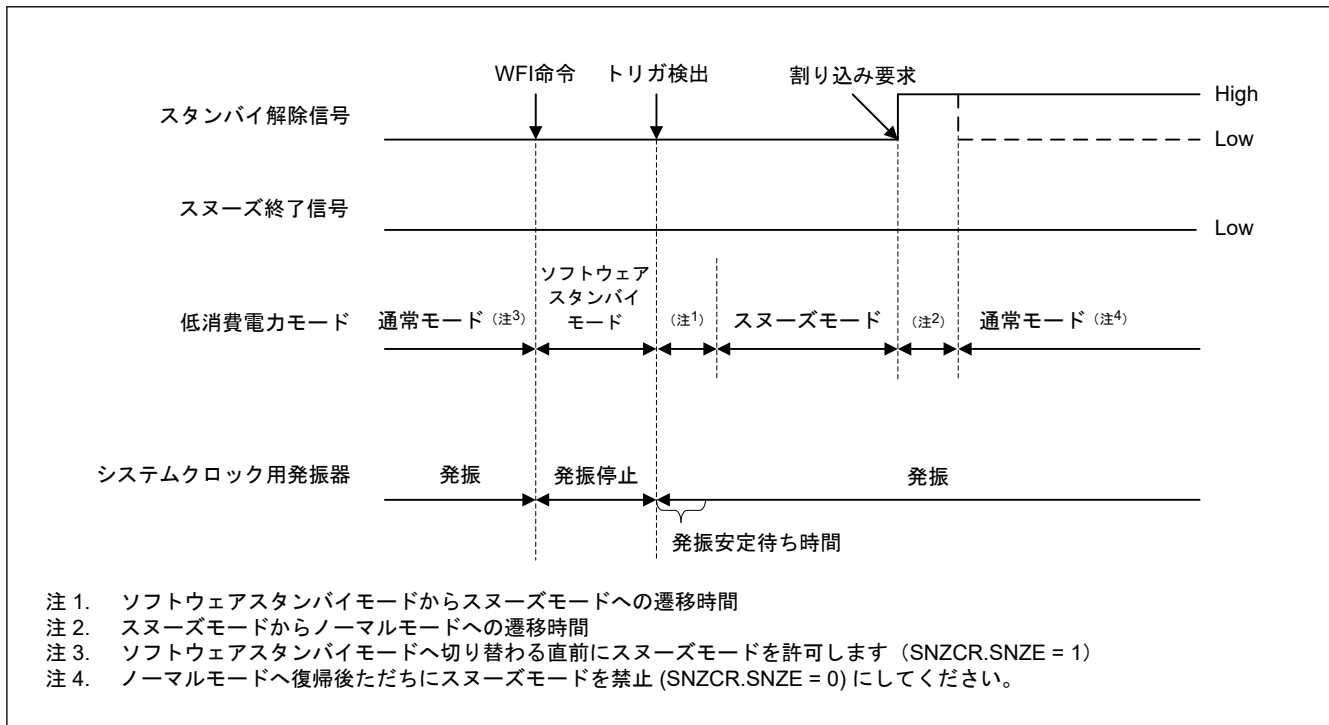 WFI命令 トリガ検出 割り込み要求
スタンバイ解除信号 High
Low
スヌーズ終了信号 Low
低消費電力モード 通常モード（注3） ソフトウェア
スタンバイ
モード （注1） スヌーズモード （注2） 通常モード（注4）
システムクロック用発振器 発振 発振停止 発振
発振安定待ち時間
注 1. ソフトウェアスタンバイモードからスヌーズモードへの遷移時間
注 2. スヌーズモードからノーマルモードへの遷移時間
注 3. ソフトウェアスタンバイモードへ切り替わる直前にスヌーズモードを許可します（SNZCR.SNZE = 1）
注 4. ノーマルモードへ復帰後ただちにスヌーズモードを禁止 (SNZCR.SNZE = 0) にしてください。